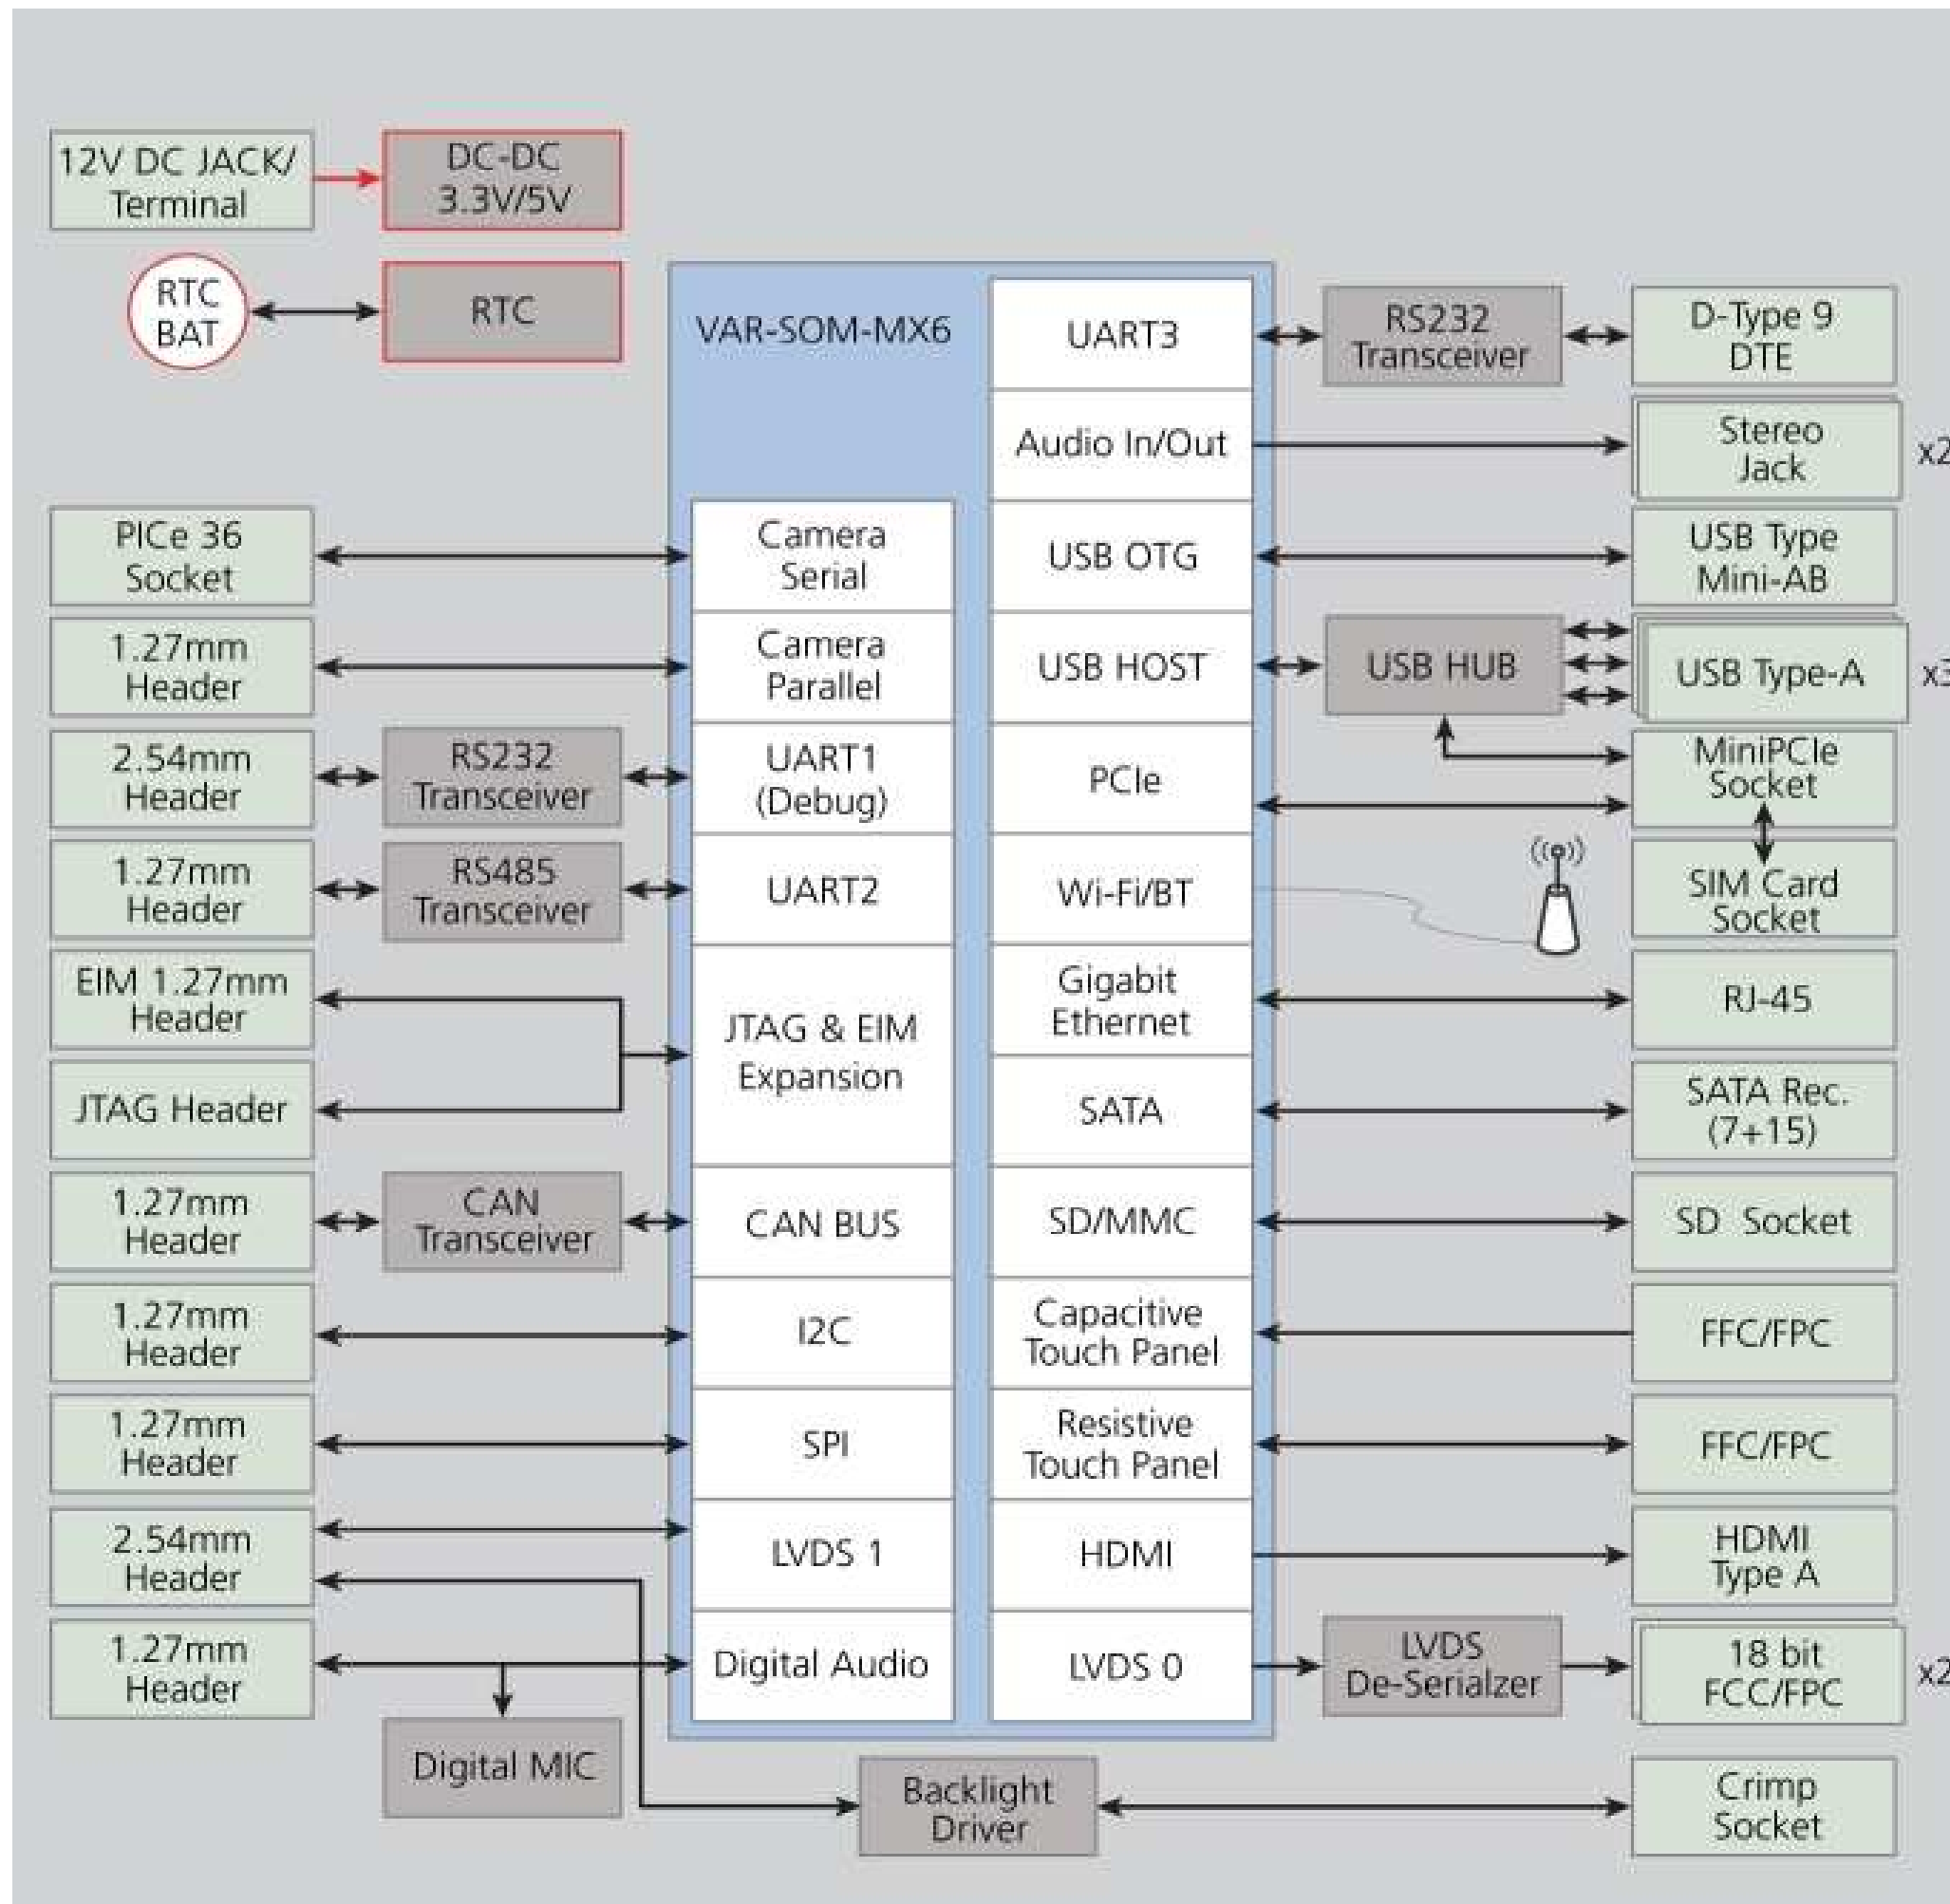 12V DC JACK/
Terminal
DC-DC
3.3V/5V
RTC
BAT
RTC
VAR-SOM-MX6
UART3
RS232
Transceiver
D-Type 9
DTE
Audio In/Out
Stereo
Jack
x2
PICe 36
Socket
Camera
Serial
USB OTG
USB Type
Mini-AB
1.27mm
Header
Camera
Parallel
USB HOST
USB HUB
USB Type-A
x3
2.54mm
Header
RS232
Transceiver
UART1
(Debug)
PCIe
MiniPCIe
Socket
1.27mm
Header
RS485
Transceiver
UART2
Wi-Fi/BT
SIM Card
Socket
EIM 1.27mm
Header
JTAG & EIM
Expansion
Gigabit
Ethernet
RJ-45
JTAG Header
SATA
SATA Rec.
(7+15)
1.27mm
Header
CAN
Transceiver
CAN BUS
SD/MMC
SD Socket
1.27mm
Header
I2C
Capacitive
Touch Panel
FFC/FPC
1.27mm
Header
SPI
Resistive
Touch Panel
FFC/FPC
2.54mm
Header
LVDS 1
HDMI
HDMI
Type A
1.27mm
Header
Digital Audio
LVDS 0
LVDS
De-Serialzer
18 bit
FCC/FPC
x2
Digital MIC
Backlight
Driver
Crimp
Socket